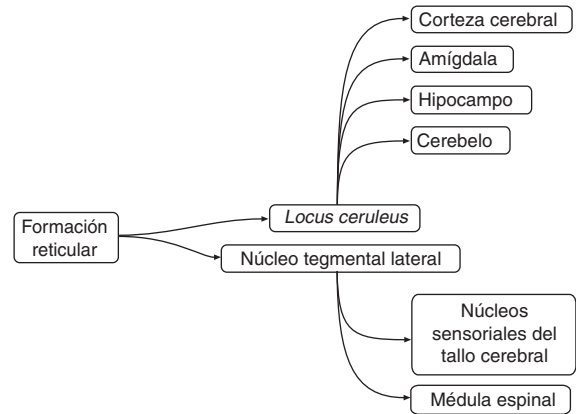 Corteza cerebral
Amígdala
Hipocampo
Cerebelo
Locus ceruleus
Formación
reticular
Núcleo tegmental lateral
Núcleos
sensoriales del
tallo cerebral
Médula espinal